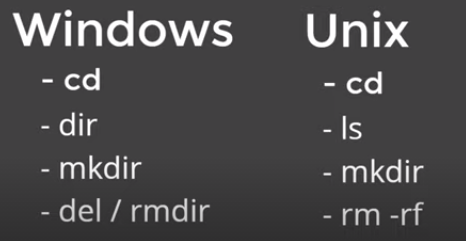 Windows
- cd
- dir
- mkdir
- del / rmdir
Unix
- cd
- ls
- mkdir
- rm -rf